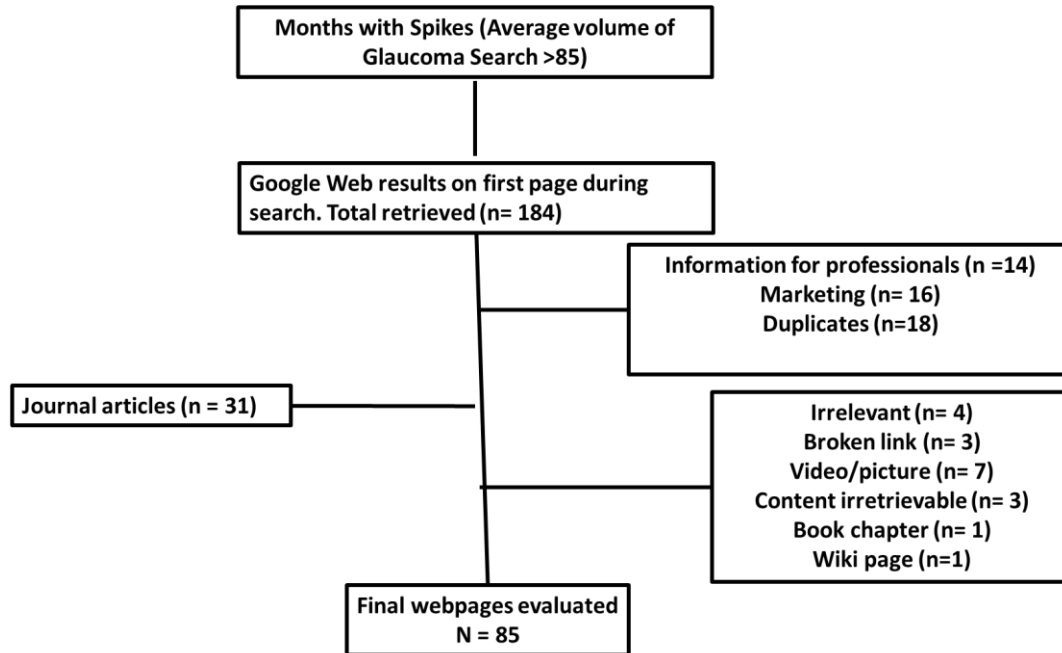 Months with Spikes (Average volume of
Glaucoma Search >85)
Google Web results on first page during
search. Total retrieved (n= 184)
Information for professionals (n =14)
Marketing (n= 16)
Duplicates (n=18)
Journal articles (n = 31)
Irrelevant (n= 4)
Broken link (n= 3)
Video/picture (n= 7)
Content irretrievable (n= 3)
Book chapter (n= 1)
Wiki page (n=1)
Final webpages evaluated
N = 85